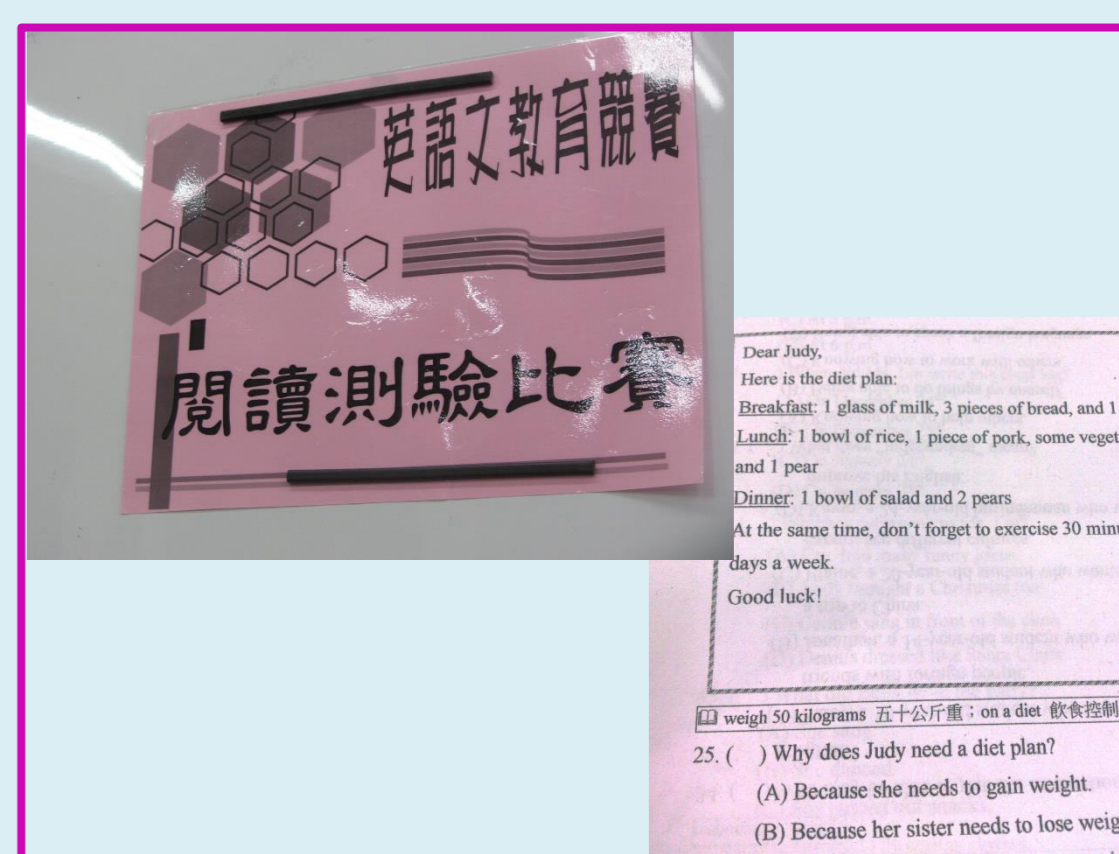 英語文教育競賽
閱讀測驗比賽
Dear Judy,
Here is the diet plan:
Breakfast: 1 glass of milk, 3 pieces of bread, and 1
Lunch: 1 bowl of rice, 1 piece of pork, some veget
and 1 pear
Dinner: 1 bowl of salad and 2 pears
At the same time, don't forget to exercise 30 minu
days a week.
Good luck!
weigh 50 kilograms 五十公斤重；on a diet 飲食控制
25. ( ) Why does Judy need a diet plan?
(A) Because she needs to gain weight.
(B) Because her sister needs to lose weig